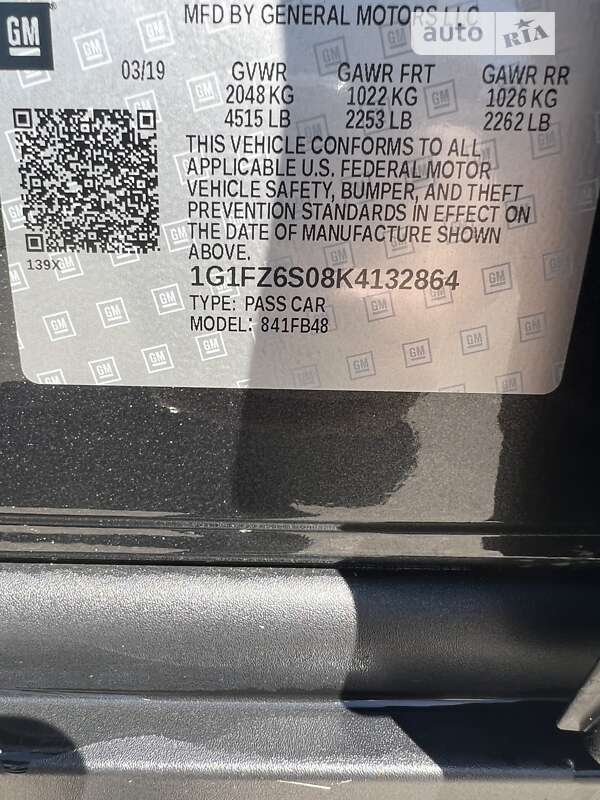 MFD BY GENERAL MOTORS LLC
GM
auto RIA
03/19 GVWR GAWR FRT GAWR RR
2048 KG 1022 KG 1026 KG
4515 LB 2253 LB 2262 LB
THIS VEHICLE CONFORMS TO ALL
APPLICABLE U.S. FEDERAL MOTOR
VEHICLE SAFETY, BUMPER, AND THEFT
PREVENTION STANDARDS IN EFFECT ON
THE DATE OF MANUFACTURE SHOWN
ABOVE.
139X
1G1FZ6S08K4132864
TYPE: PASS CAR
MODEL: 841FB48